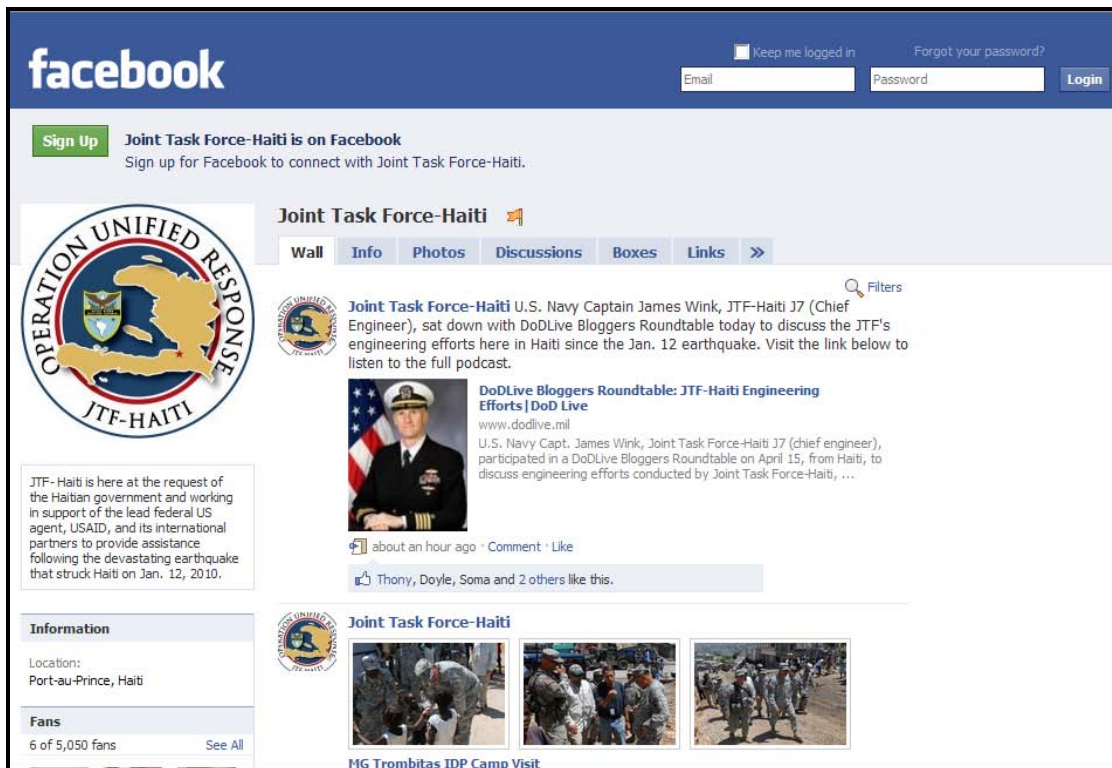 facebook
Keep me logged in
Forgot your password?
Email
Password
Login
Sign Up
Joint Task Force-Haiti is on Facebook
Sign up for Facebook to connect with Joint Task Force-Haiti.
OPERATION UNIFIED RESPONSE
JTF-HAITI
Joint Task Force-Haiti
Wall Info Photos Discussions Boxes Links »
Filters
Joint Task Force-Haiti U.S. Navy Captain James Wink, JTF-Haiti J7 (Chief
Engineer), sat down with DoDLive Bloggers Roundtable today to discuss the JTF's
engineering efforts here in Haiti since the Jan. 12 earthquake. Visit the link below to
listen to the full podcast.
DoDLive Bloggers Roundtable: JTF-Haiti Engineering
Efforts|DoD Live
www.dodlive.mil
U.S. Navy Capt. James Wink, Joint Task Force-Haiti J7 (chief engineer),
participated in a DoDLive Bloggers Roundtable on April 15, from Haiti, to
discuss engineering efforts conducted by Joint Task Force-Haiti, ...
about an hour ago · Comment · Like
Thony, Doyle, Soma and 2 others like this.
JTF- Haiti is here at the request
of the Haitian government and working
in support of the lead federal US
agent, USAID, and its international
partners to provide assistance
following the devastating earthquake
that struck Haiti on Jan. 12, 2010.
Information
Location:
Port-au-Prince, Haiti
Fans
6 of 5,050 fans
See All
Joint Task Force-Haiti
MG Trombitas IDP Camp Visit